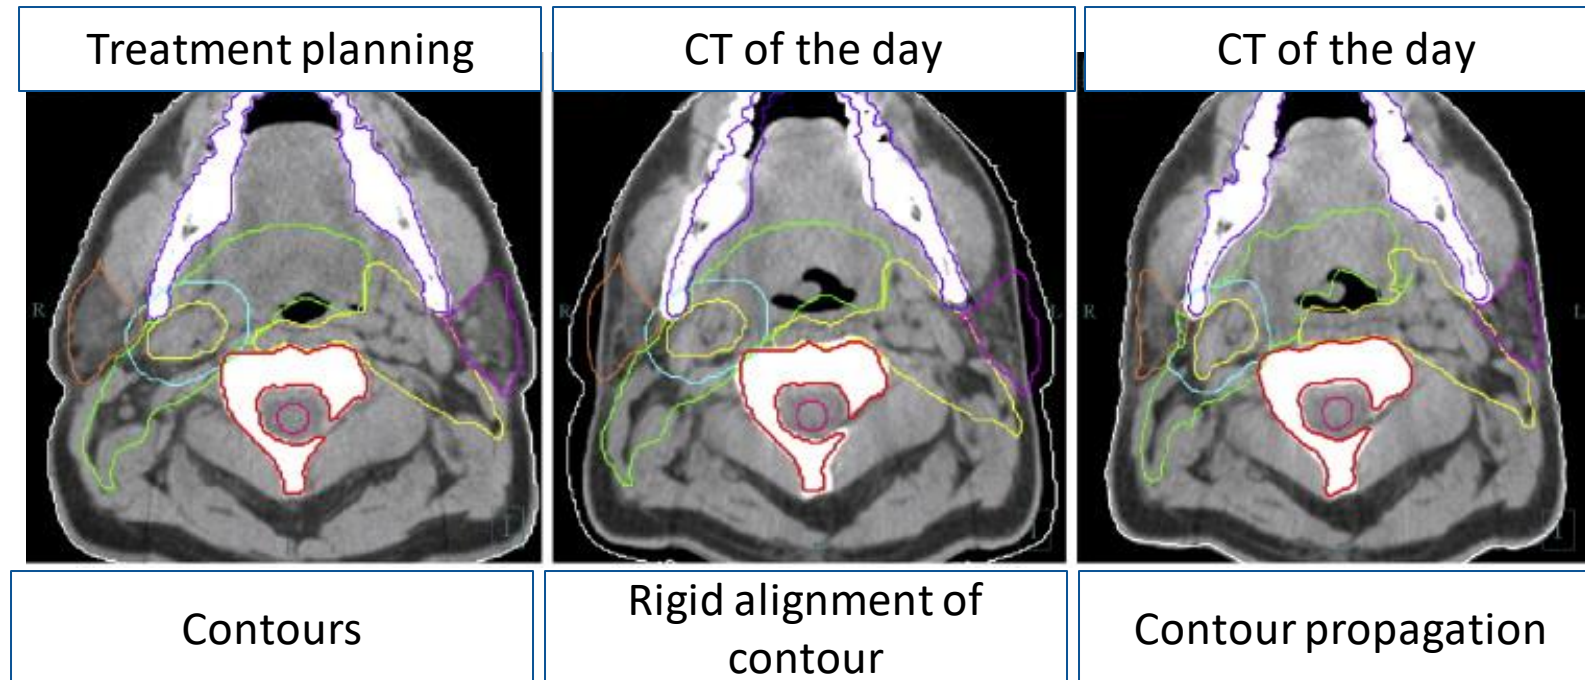 Treatment planning
CT of the day
CT of the day
R
R
L
R
L
Contours
Rigid alignment of
contour
Contour propagation